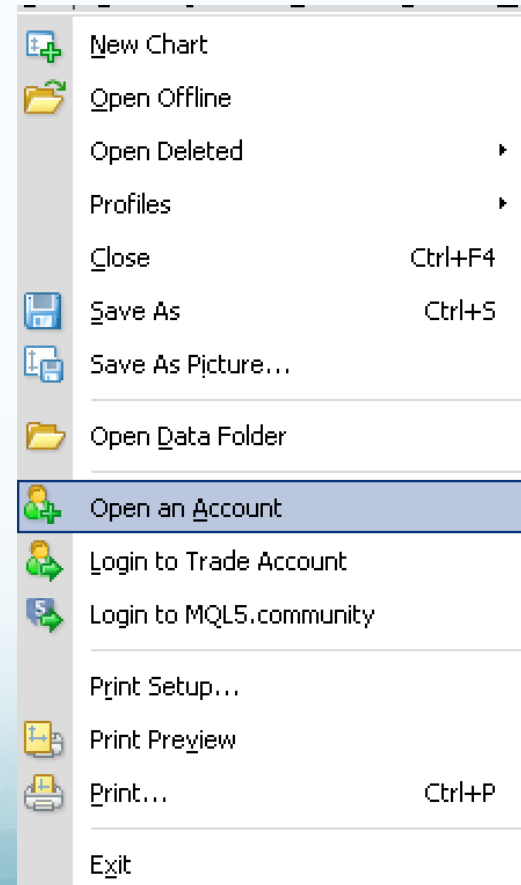 New Chart
Open Offline
Open Deleted
Profiles
Close Ctrl+F4
Save As Ctrl+S
Save As Picture...
Open Data Folder
Open an Account
Login to Trade Account
Login to MQL5.community
Print Setup...
Print Preview
Print... Ctrl+P
Exit